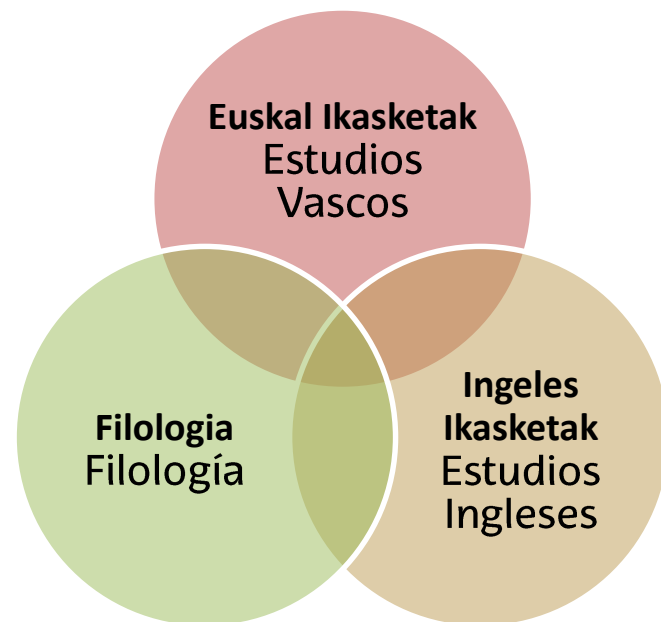 Euskal Ikasketak
Estudios
Vascos
Filologia
Filología
Ingeles
Ikasketak
Estudios
Ingleses